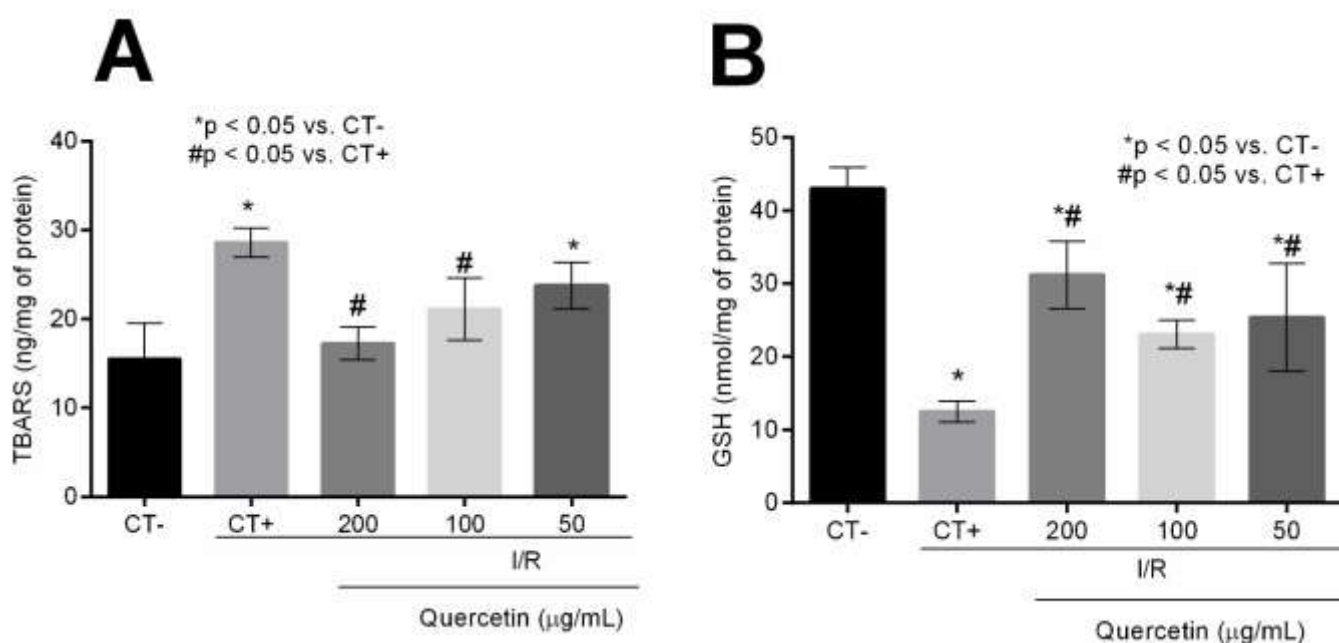 A
*p < 0.05 vs. CT-
#p < 0.05 vs. CT+
TBARS (ng/mg of protein)
40
30
20
10
0
*
#
#
*
CT-
CT+
200
100
50
I/R
Quercetin (μg/mL)
B
*p < 0.05 vs. CT-
#p < 0.05 vs. CT+
GSH (nmol/mg of protein)
50
40
30
20
10
0
*
*#
*#
*#
CT-
CT+
200
100
50
I/R
Quercetin (μg/mL)